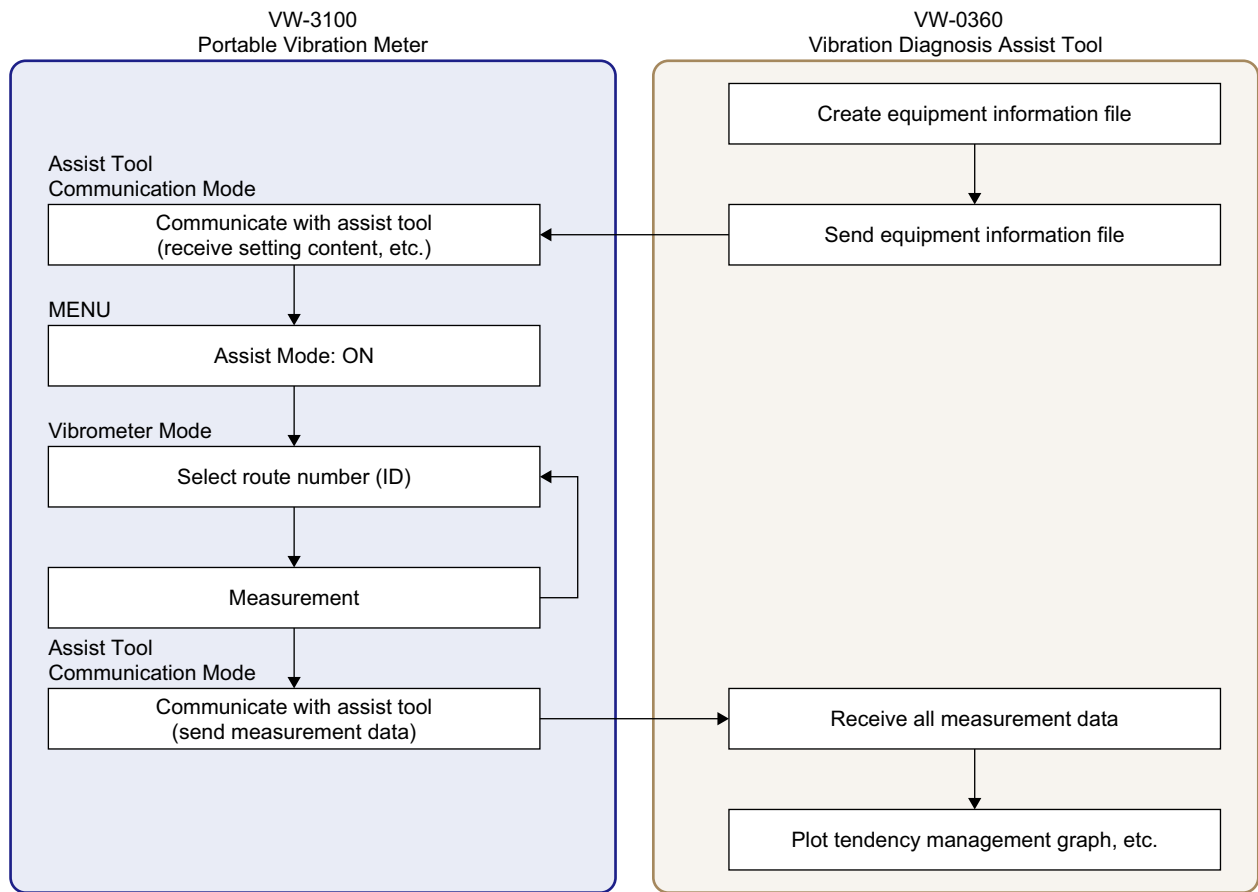 VW-3100
Portable Vibration Meter
Assist Tool
Communication Mode
Communicate with assist tool
(receive setting content, etc.)
MENU
Assist Mode: ON
Vibrometer Mode
Select route number (ID)
Measurement
Assist Tool
Communication Mode
Communicate with assist tool
(send measurement data)
VW-0360
Vibration Diagnosis Assist Tool
Create equipment information file
Send equipment information file
Receive all measurement data
Plot tendency management graph, etc.